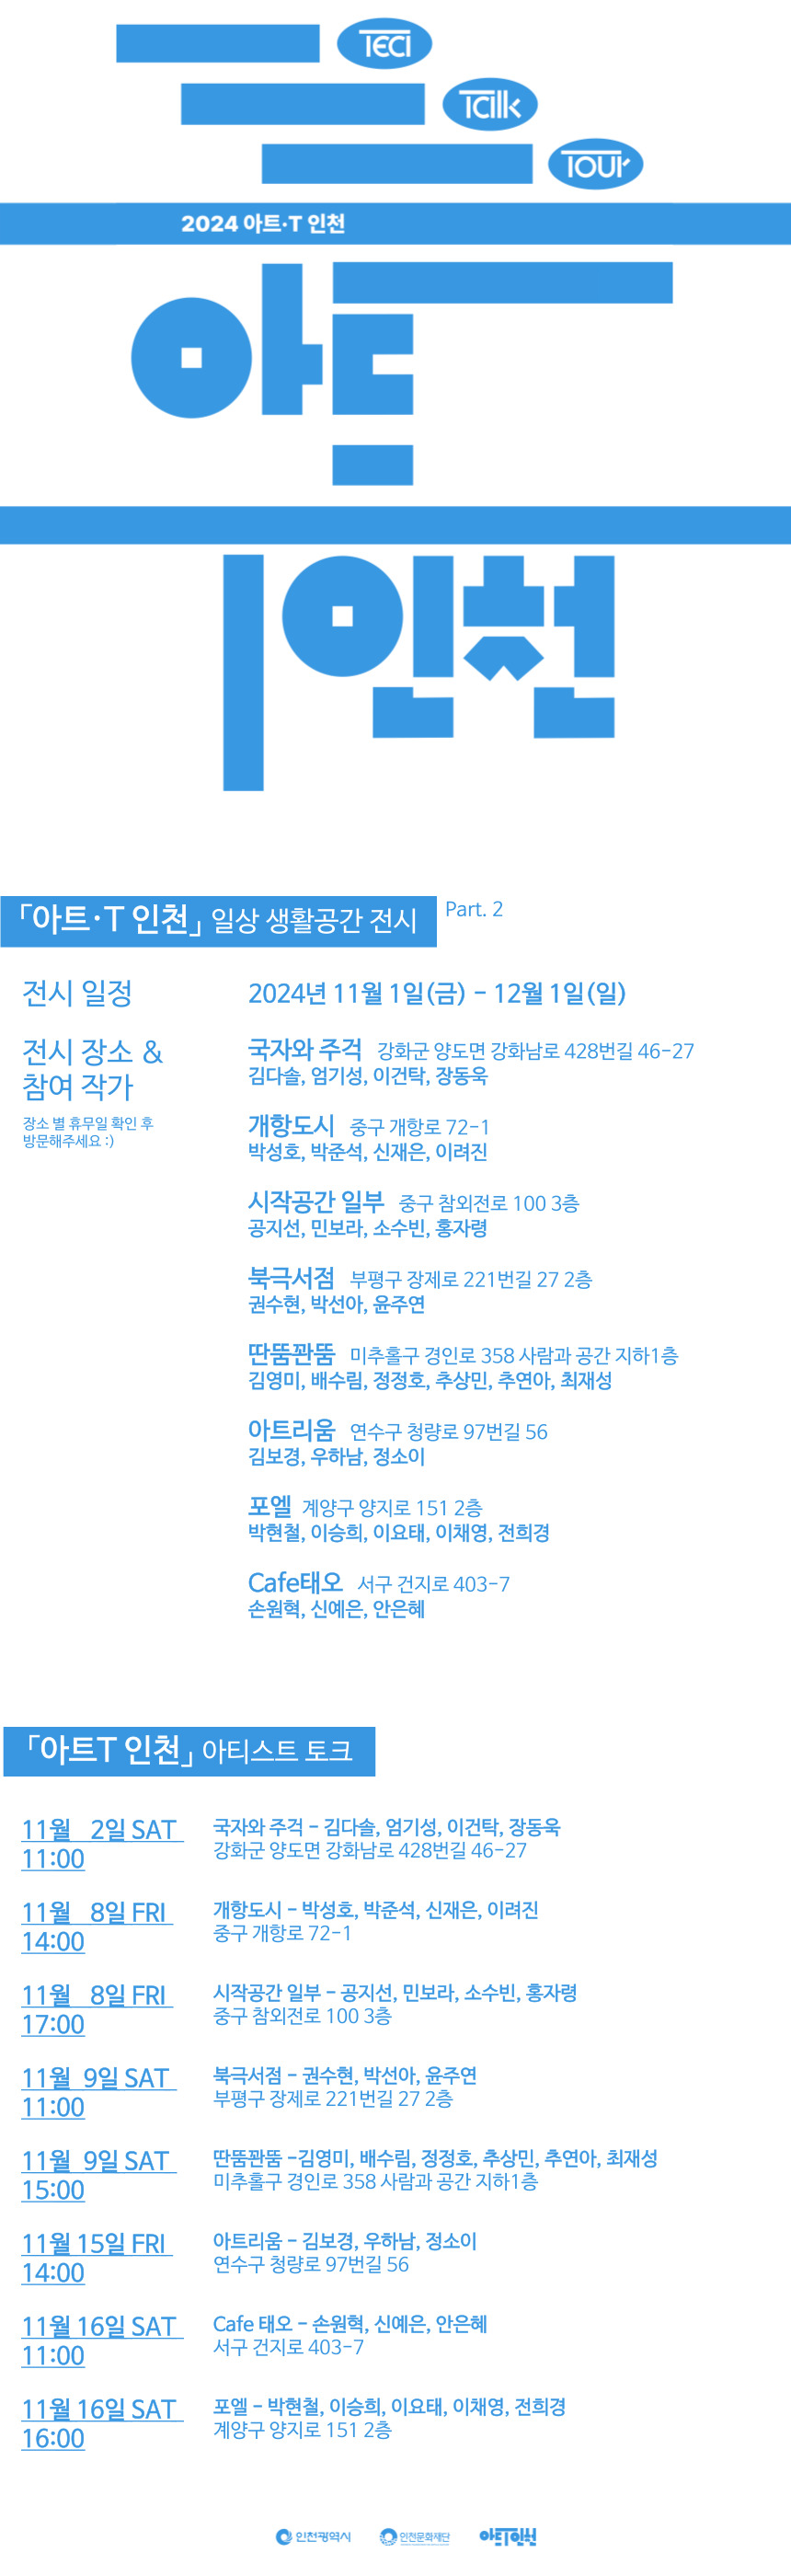 Tea
Talk
Tour
2024 아트·T 인천
아트
인천
「아트·T 인천」 일상 생활공간 전시 Part. 2
전시 일정 2024년 11월 1일(금) - 12월 1일(일)
전시 장소 &
참여 작가
장소 별 휴무일 확인 후
방문해주세요 :)
국자와 주걱 강화군 양도면 강화남로 428번길 46-27
김다솔, 엄기성, 이건탁, 장동욱
개항도시 중구 개항로 72-1
박성호, 박준석, 신재은, 이려진
시작공간 일부 중구 참외전로 100 3층
공지선, 민보라, 소수빈, 홍자령
북극서점 부평구 장제로 221번길 27 2층
권수현, 박선아, 윤주연
딴뚬꽌뚬 미추홀구 경인로 358 사람과 공간 지하1층
김영미, 배수림, 정정호, 추상민, 추연아, 최재성
아트리움 연수구 청량로 97번길 56
김보경, 우하남, 정소이
포엘 계양구 양지로 151 2층
박현철, 이승희, 이요태, 이채영, 전희경
Cafe태오 서구 건지로 403-7
손원혁, 신예은, 안은혜
「아트T 인천」 아티스트 토크
11월 2일 SAT
11:00
국자와 주걱 - 김다솔, 엄기성, 이건탁, 장동욱
강화군 양도면 강화남로 428번길 46-27
11월 8일 FRI
14:00
개항도시 - 박성호, 박준석, 신재은, 이려진
중구 개항로 72-1
11월 8일 FRI
17:00
시작공간 일부 - 공지선, 민보라, 소수빈, 홍자령
중구 참외전로 100 3층
11월 9일 SAT
11:00
북극서점 - 권수현, 박선아, 윤주연
부평구 장제로 221번길 27 2층
11월 9일 SAT
15:00
딴뚬꽌뚬 -김영미, 배수림, 정정호, 추상민, 추연아, 최재성
미추홀구 경인로 358 사람과 공간 지하1층
11월 15일 FRI
14:00
아트리움 - 김보경, 우하남, 정소이
연수구 청량로 97번길 56
11월 16일 SAT
11:00
Cafe 태오 - 손원혁, 신예은, 안은혜
서구 건지로 403-7
11월 16일 SAT
16:00
포엘 - 박현철, 이승희, 이요태, 이채영, 전희경
계양구 양지로 151 2층
인천광역시 인천문화재단 아트T인천